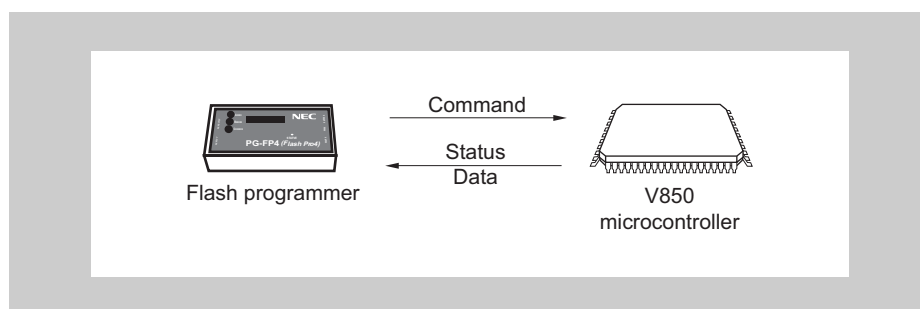 NEC
PG-FP4 (Flash Pro4)
Flash programmer
Command
Status
Data
V850
microcontroller